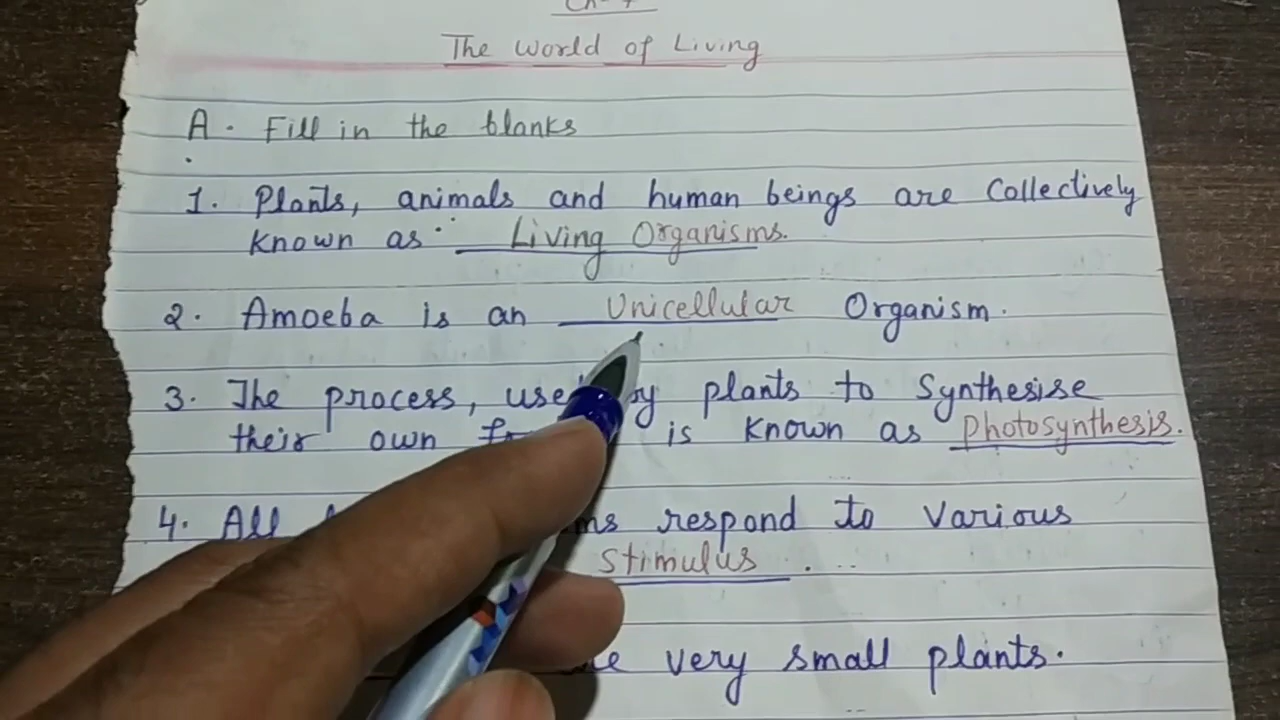 The World of Living
A. Fill in the blanks
1. Plants, animals and human beings are Collectively
known as Living Organisms.
2. Amoeba is an Unicellular Organism.
3. The process, plants to Synthesise
their own is known as Photosynthesis.
4. All respond to various
Stimulus.
very small plants.